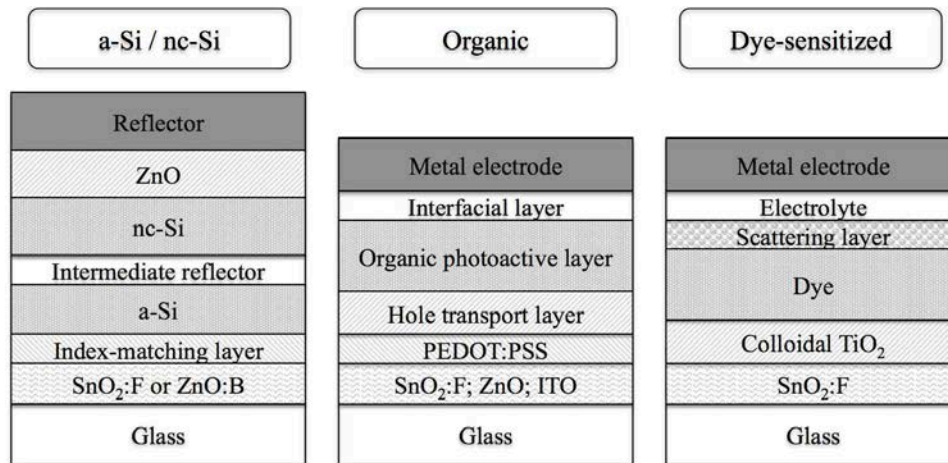 a-Si / nc-Si
Reflector
ZnO
nc-Si
Intermediate reflector
a-Si
Index-matching layer
SnO₂:F or ZnO:B
Glass
Organic
Metal electrode
Interfacial layer
Organic photoactive layer
Hole transport layer
PEDOT:PSS
SnO₂:F; ZnO; ITO
Glass
Dye-sensitized
Metal electrode
Electrolyte
Scattering layer
Dye
Colloidal TiO₂
SnO₂:F
Glass